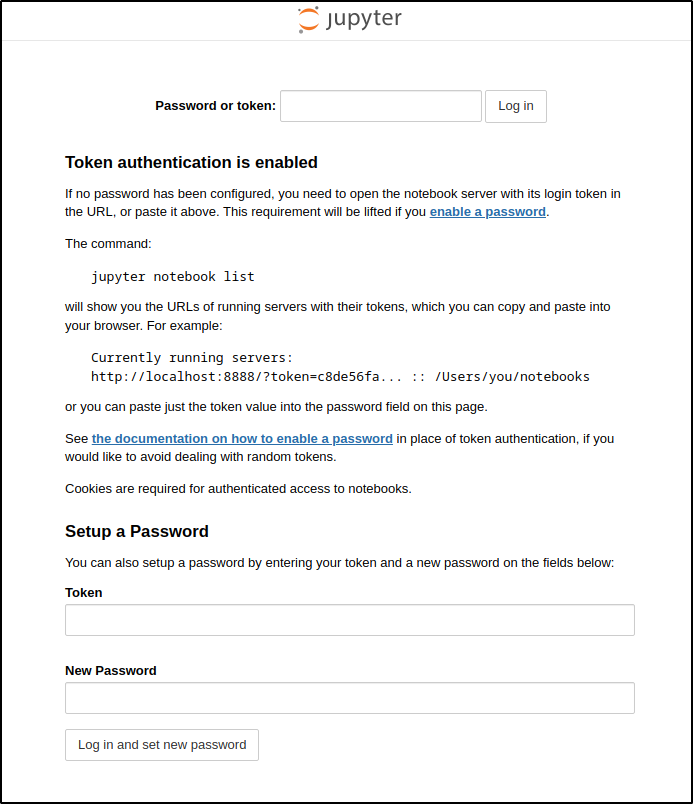 jupyter
Password or token:
Log in
Token authentication is enabled
If no password has been configured, you need to open the notebook server with its login token in
the URL, or paste it above. This requirement will be lifted if you enable a password.
The command:
jupyter notebook list
will show you the URLs of running servers with their tokens, which you can copy and paste into
your browser. For example:
Currently running servers:
http://localhost:8888/?token=c8de56fa... :: /Users/you/notebooks
or you can paste just the token value into the password field on this page.
See the documentation on how to enable a password in place of token authentication, if you
would like to avoid dealing with random tokens.
Cookies are required for authenticated access to notebooks.
Setup a Password
You can also setup a password by entering your token and a new password on the fields below:
Token
New Password
Log in and set new password